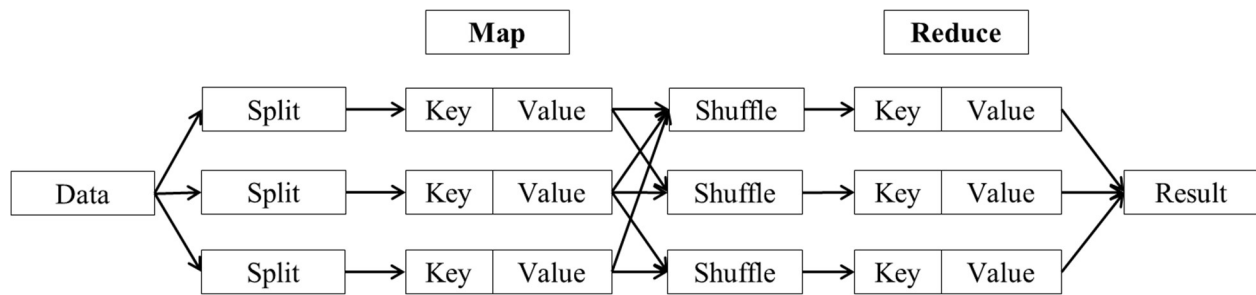 Map Reduce
Split Key Value Shuffle Key Value
Data Split Key Value Shuffle Key Value Result
Split Key Value Shuffle Key Value